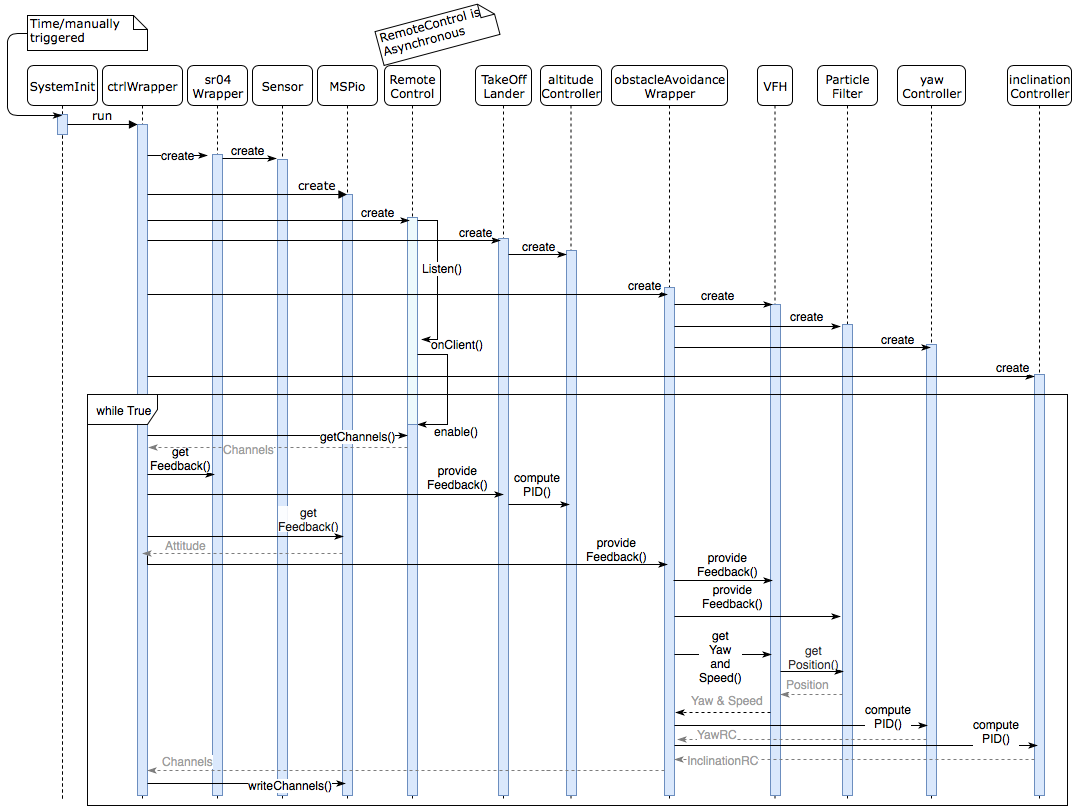 Time/manually
triggered
RemoteControl is
Asynchronous
SystemInit
ctrlWrapper
sr04
Wrapper
Sensor
MSPio
Remote
Control
TakeOff
Lander
altitude
Controller
obstacleAvoidance
Wrapper
VFH
Particle
Filter
yaw
Controller
inclination
Controller
run
create
create
create
create
create
create
Listen()
create
create
create
onClient()
create
create
while True
enable()
getChannels()
Channels
get
Feedback()
provide
Feedback()
compute
PID()
get
Feedback()
Attitude
provide
Feedback()
provide
Feedback()
provide
Feedback()
get
Yaw
and
Speed()
get
Position()
Position
Yaw & Speed
compute
PID()
YawRC
compute
PID()
InclinationRC
Channels
writeChannels()